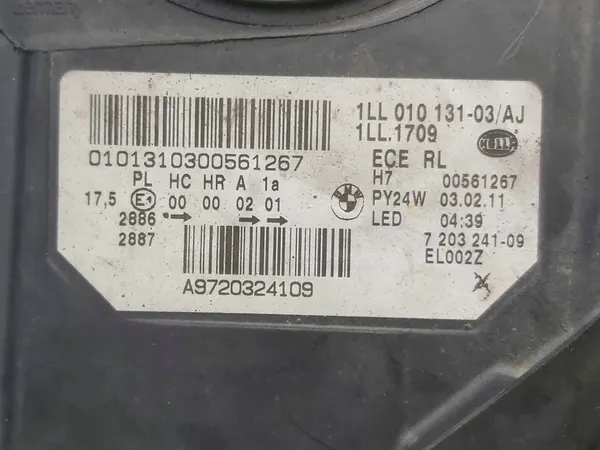 1LL 010 131-03/AJ
1LL.1709
HELLA
ECE RL
0101310300561267
H7 00561267
PL HC HR A 1a
17,5 E1 00 00 02 01
PY24W 03.02.11
2886
LED 04:39
2887
7 203 241-09
EL002Z
A9720324109